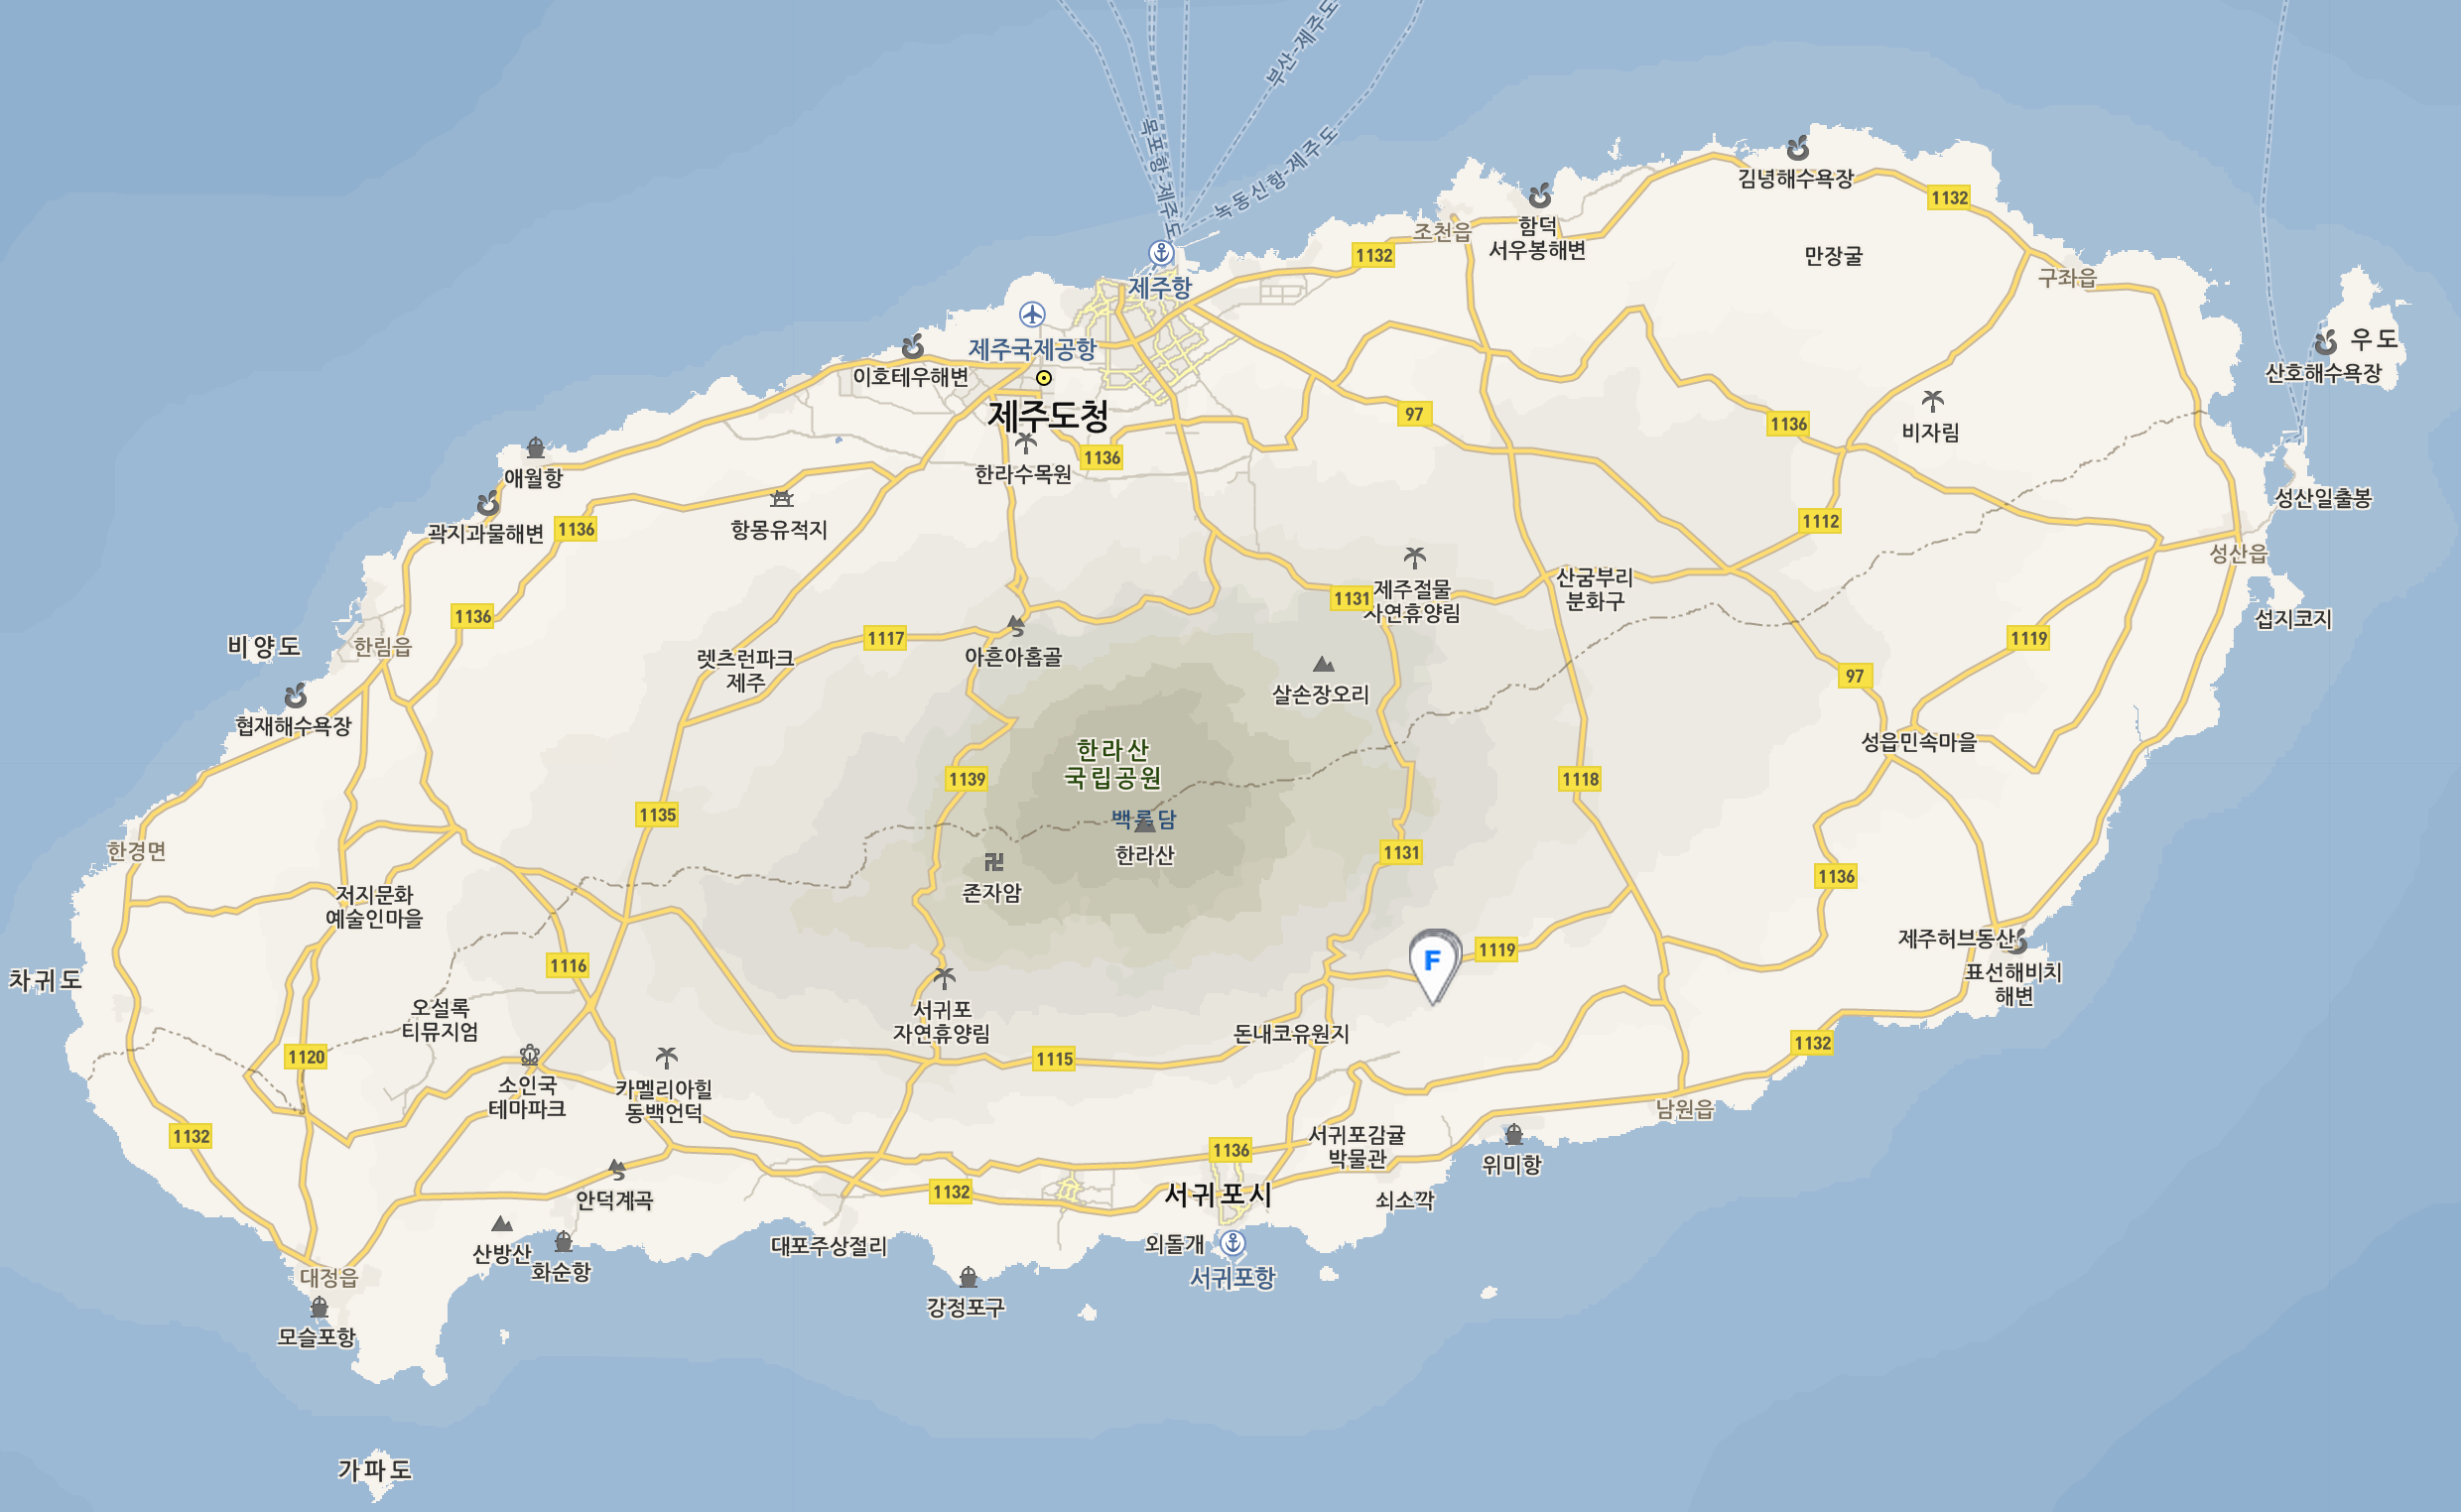 부산-제주도
목포항-제주도
녹동신항-제주도
김녕해수욕장
1132
함덕
서우봉해변
조천읍
1132
만장굴
구좌읍
제주항
제주국제공항
이호테우해변
우도
산호해수욕장
제주도청
97
1136
비자림
1136
한라수목원
애월항
성산일출봉
곽지과물해변
1136
항몽유적지
1112
성산읍
제주절물
자연휴양림
1131
산굼부리
분화구
섭지코지
1136
비양도
한림읍
1117
아흔아홉골
렛츠런파크
제주
1119
97
살손장오리
협재해수욕장
성읍민속마을
한라산
국립공원
1139
1118
1135
백록담
한라산
1131
한경면
존자암
1136
저지문화
예술인마을
F
1119
제주허브동산
표선해비치
해변
차귀도
1116
오설록
티뮤지엄
서귀포
자연휴양림
돈내코유원지
1132
1120
1115
소인국
테마파크
카멜리아힐
동백언덕
남원읍
1132
서귀포감귤
박물관
1136
위미항
1132
서귀포시
쇠소깍
안덕계곡
산방산
화순항
대포주상절리
외돌개
서귀포항
대정읍
강정포구
모슬포항
가파도